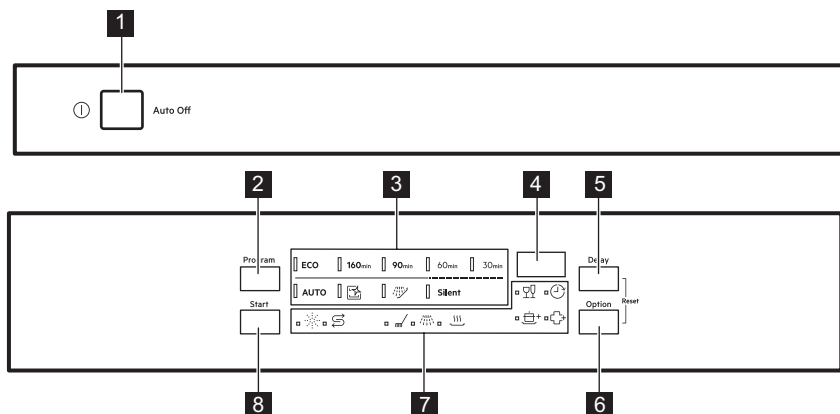 1
Auto Off
2 3 4 5
Program ECO 160min 90min 60min 30min Delay
AUTO Silent
Start Option Reset
8 7 6